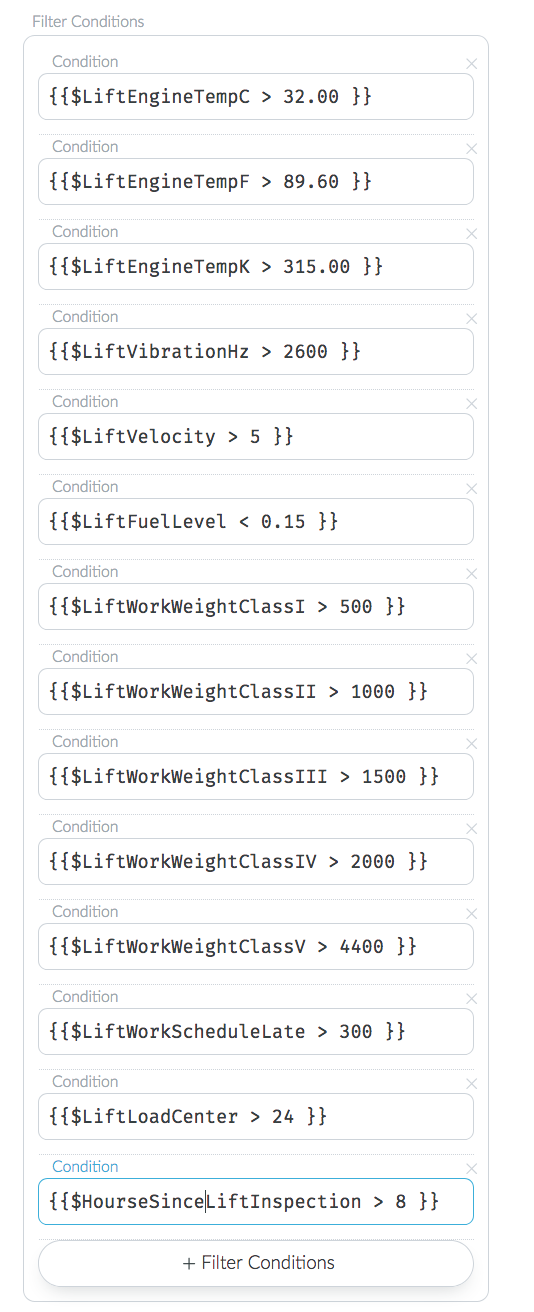 Filter Conditions
Condition
{{$LiftEngineTempC > 32.00 }}
Condition
{{$LiftEngineTempF > 89.60 }}
Condition
{{$LiftEngineTempK > 315.00 }}
Condition
{{$LiftVibrationHz > 2600 }}
Condition
{{$LiftVelocity > 5 }}
Condition
{{$LiftFuelLevel < 0.15 }}
Condition
{{$LiftWorkWeightClassI > 500 }}
Condition
{{$LiftWorkWeightClassII > 1000 }}
Condition
{{$LiftWorkWeightClassIII > 1500 }}
Condition
{{$LiftWorkWeightClassIV > 2000 }}
Condition
{{$LiftWorkWeightClassV > 4400 }}
Condition
{{$LiftWorkScheduleLate > 300 }}
Condition
{{$LiftLoadCenter > 24 }}
Condition
{{$HourseSinceLiftInspection > 8 }}
+ Filter Conditions